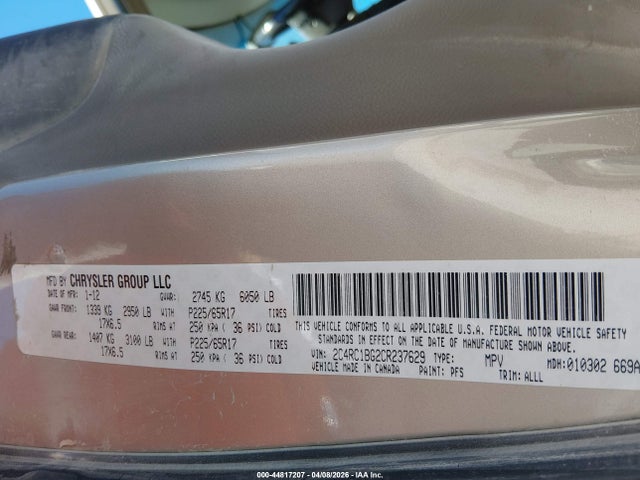 MFD BY CHRYSLER GROUP LLC
DATE OF MFR: 1-12 GVWR: 2745 KG 6050 LB
GAWR FRONT: 1339 KG 2950 LB WITH P225/65R17 TIRES
17X6.5 RIMS AT 250 KPA ( 36 PSI) COLD
GAWR REAR: 1407 KG 3100 LB WITH P225/65R17 TIRES
17X6.5 RIMS AT 250 KPA ( 36 PSI) COLD
THIS VEHICLE CONFORMS TO ALL APPLICABLE U.S.A. FEDERAL MOTOR VEHICLE SAFETY
STANDARDS IN EFFECT ON THE DATE OF MANUFACTURE SHOWN ABOVE.
VIN: 2C4RC1BG2CR237629 TYPE: MPV MDH: 010302 669A
VEHICLE MADE IN CANADA PAINT: PFS TRIM: ALLL
000-44817207 - 04/08/2026 - IAA Inc.